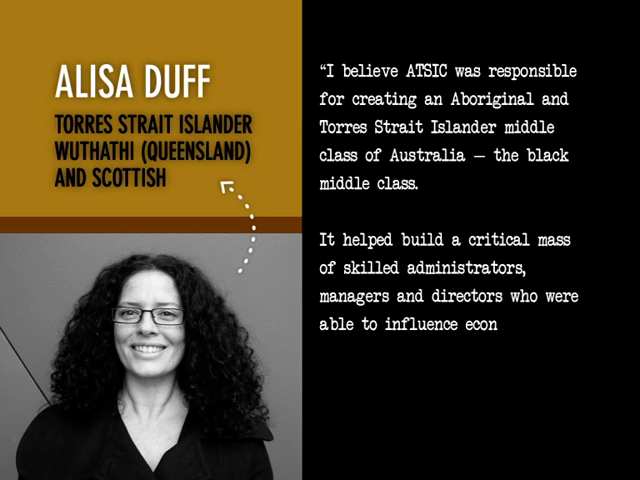 ALISA DUFF
TORRES STRAIT ISLANDER
WUTHATHI (QUEENSLAND)
AND SCOTTISH
“I believe ATSIC was responsible
for creating an Aboriginal and
Torres Strait Islander middle
class of Australia – the black
middle class.
It helped build a critical mass
of skilled administrators,
managers and directors who were
able to influence econ